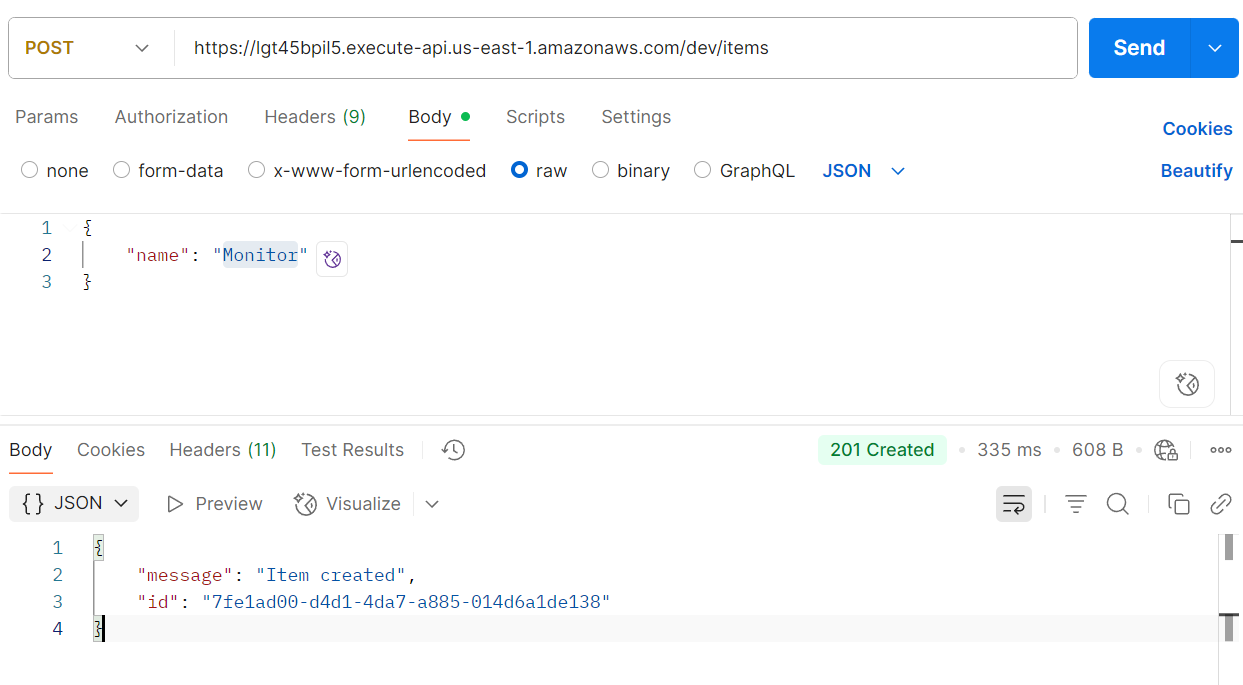 POST https://lgt45bpil5.execute-api.us-east-1.amazonaws.com/dev/items Send
Params Authorization Headers (9) Body Scripts Settings Cookies
none form-data x-www-form-urlencoded raw binary GraphQL JSON Beautify
1 {
2 "name": "Monitor"
3 }
Body Cookies Headers (11) Test Results 201 Created 335 ms 608 B
{} JSON Preview Visualize
1 {
2 "message": "Item created",
3 "id": "7fe1ad00-d4d1-4da7-a885-014d6a1de138"
4 }